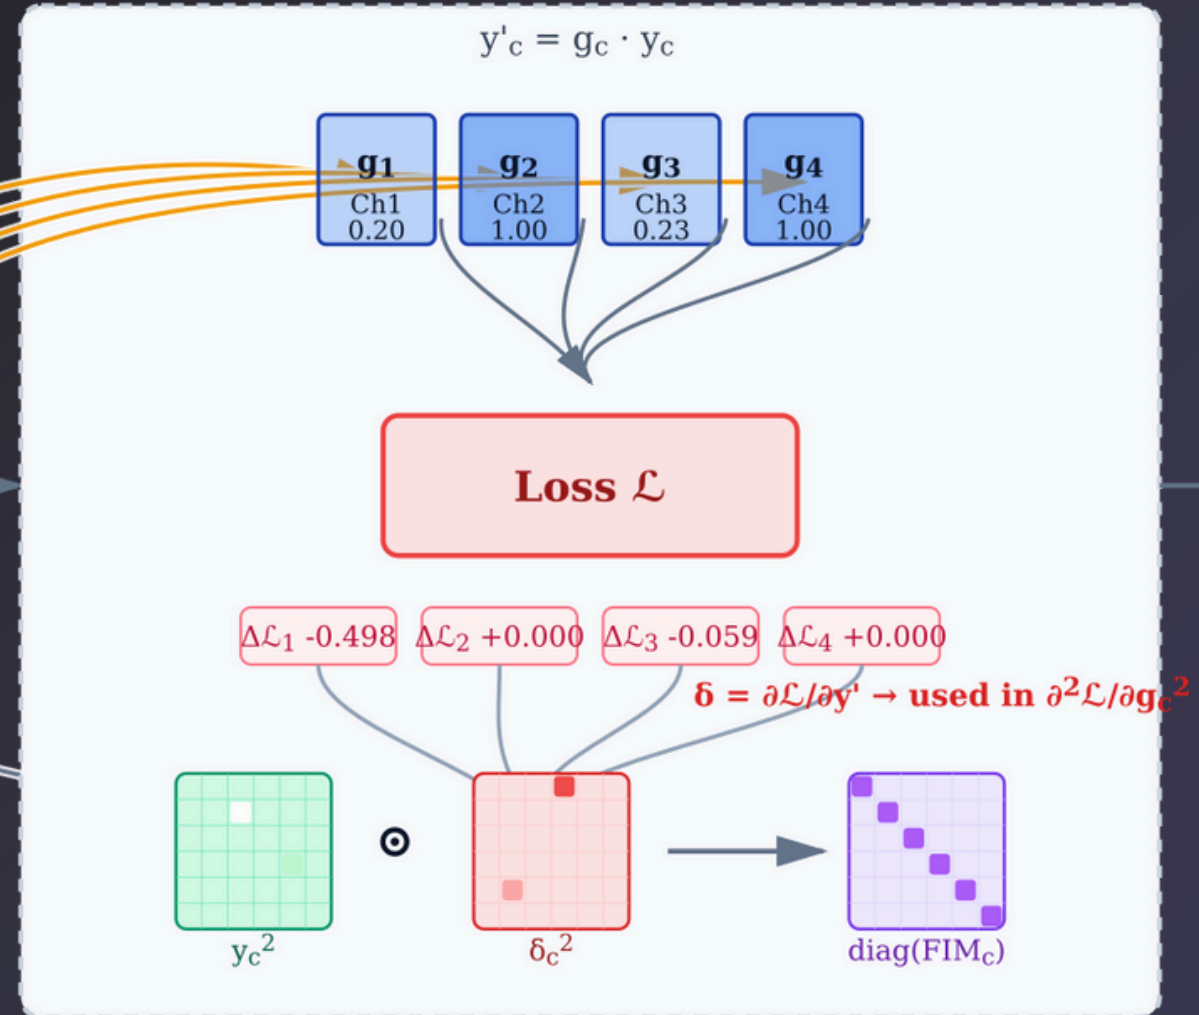 y'c = gc · yc
g1 g2 g3 g4
Ch1 Ch2 Ch3 Ch4
0.20 1.00 0.23 1.00
Loss ℒ
Δℒ1 -0.498 Δℒ2 +0.000 Δℒ3 -0.059 Δℒ4 +0.000
δ = ∂ℒ/∂y' → used in ∂²ℒ/∂gc²
⊙
yc² δc² diag(FIMc)